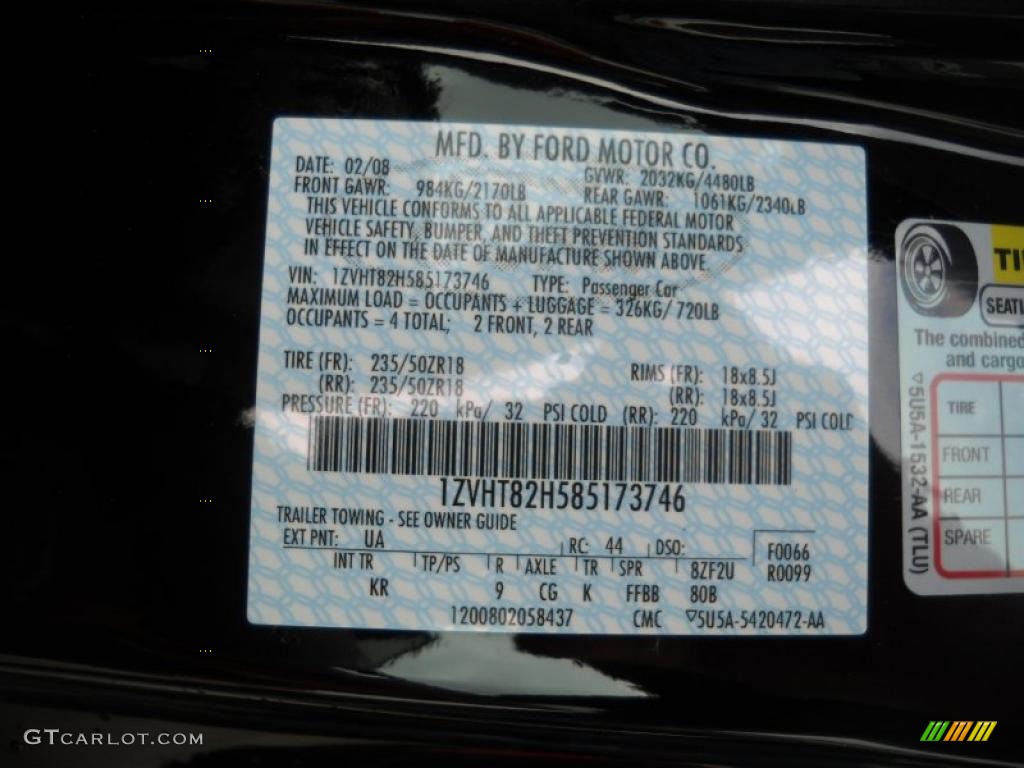 MFD. BY FORD MOTOR CO.
DATE: 02/08 GVWR: 2032KG/4480LB
FRONT GAWR: 984KG/2170LB REAR GAWR: 1061KG/2340LB
THIS VEHICLE CONFORMS TO ALL APPLICABLE FEDERAL MOTOR
VEHICLE SAFETY, BUMPER, AND THEFT PREVENTION STANDARDS
IN EFFECT ON THE DATE OF MANUFACTURE SHOWN ABOVE.
VIN: 1ZVHT82H585173746 TYPE: Passenger Car
MAXIMUM LOAD = OCCUPANTS + LUGGAGE = 326KG/ 720LB
OCCUPANTS = 4 TOTAL; 2 FRONT, 2 REAR
TIRE (FR): 235/50ZR18 RIMS (FR): 18x8.5J
(RR): 235/50ZR18 (RR): 18x8.5J
PRESSURE (FR): 220 kPa/ 32 PSI COLD (RR): 220 kPa/ 32 PSI COLD
1ZVHT82H585173746
TRAILER TOWING - SEE OWNER GUIDE
EXT PNT: UA RC: 44 DSO: F0066
INT TR TP/PS R AXLE TR SPR 8ZF2U R0099
KR 9 CG K FFBB 80B
1200802058437 CMC ▽5U5A-5420472-AA
TI
SEATI
The combined
and cargo
TIRE
FRONT
REAR
SPARE
▽5U5A-1532-AA (TLU)
GTCARLOT.COM